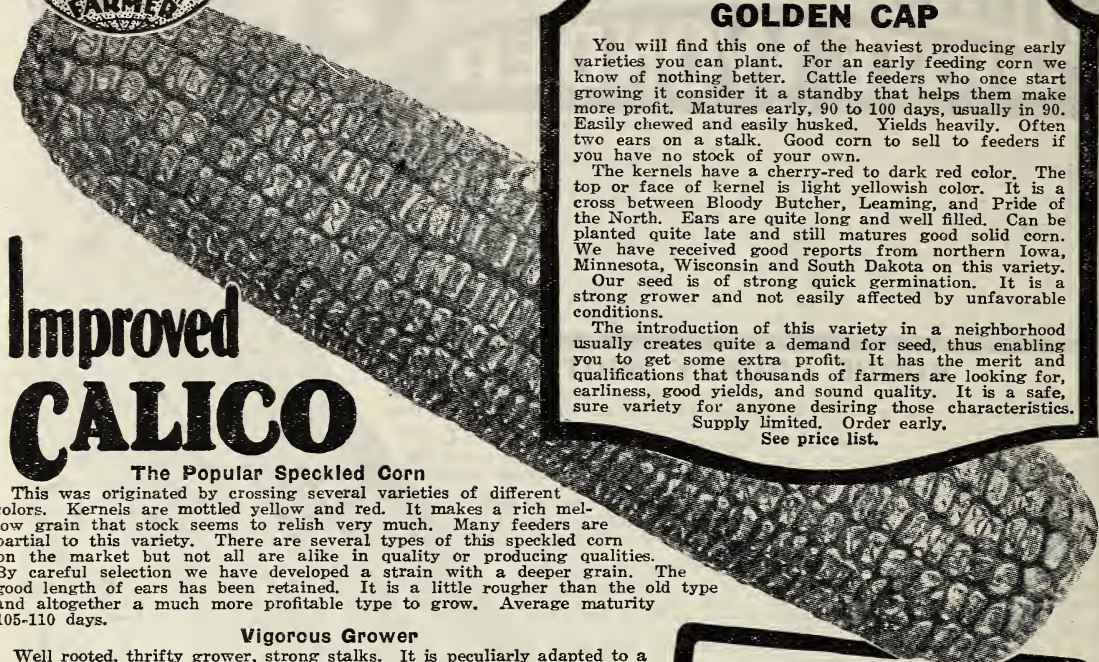 FARMER
GOLDEN CAP
You will find this one of the heaviest producing early
varieties you can plant. For an early feeding corn we
know of nothing better. Cattle feeders who once start
growing it consider it a standby that helps them make
more profit. Matures early, 90 to 100 days, usually in 90.
Easily chewed and easily husked. Yields heavily. Often
two ears on a stalk. Good corn to sell to feeders if
you have no stock of your own.
The kernels have a cherry-red to dark red color. The
top or face of kernel is light yellowish color. It is a
cross between Bloody Butcher, Leaming, and Pride of
the North. Ears are quite long and well filled. Can be
planted quite late and still matures good solid corn.
We have received good reports from northern Iowa,
Minnesota, Wisconsin and South Dakota on this variety.
Our seed is of strong quick germination. It is a
strong grower and not easily affected by unfavorable
conditions.
The introduction of this variety in a neighborhood
usually creates quite a demand for seed, thus enabling
you to get some extra profit. It has the merit and
qualifications that thousands of farmers are looking for,
earliness, good yields, and sound quality. It is a safe,
sure variety for anyone desiring those characteristics.
Supply limited. Order early.
See price list.
Improved
CALICO
The Popular Speckled Corn
This was originated by crossing several varieties of different
colors. Kernels are mottled yellow and red. It makes a rich mel-
low grain that stock seems to relish very much. Many feeders are
partial to this variety. There are several types of this speckled corn
on the market but not all are alike in quality or producing qualities.
By careful selection we have developed a strain with a deeper grain. The
good length of ears has been retained. It is a little rougher than the old type
and altogether a much more profitable type to grow. Average maturity
105-110 days.
Vigorous Grower
Well rooted, thrifty grower, strong stalks. It is peculiarly adapted to a